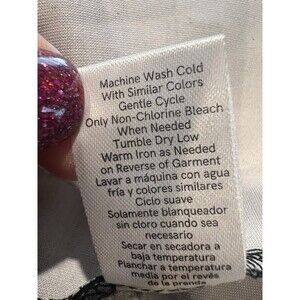 Machine Wash Cold
With Similar Colors
Gentle Cycle
Only Non-Chlorine Bleach
When Needed
Tumble Dry Low
Warm Iron as Needed
on Reverse of Garment
Lavar a máquina con agua
fría y colores similares
Ciclo suave
Solamente blanqueador
sin cloro cuando sea
necesario
Secar en secadora a
baja temperatura
Planchar a temperatura
media por el revés
de la prenda